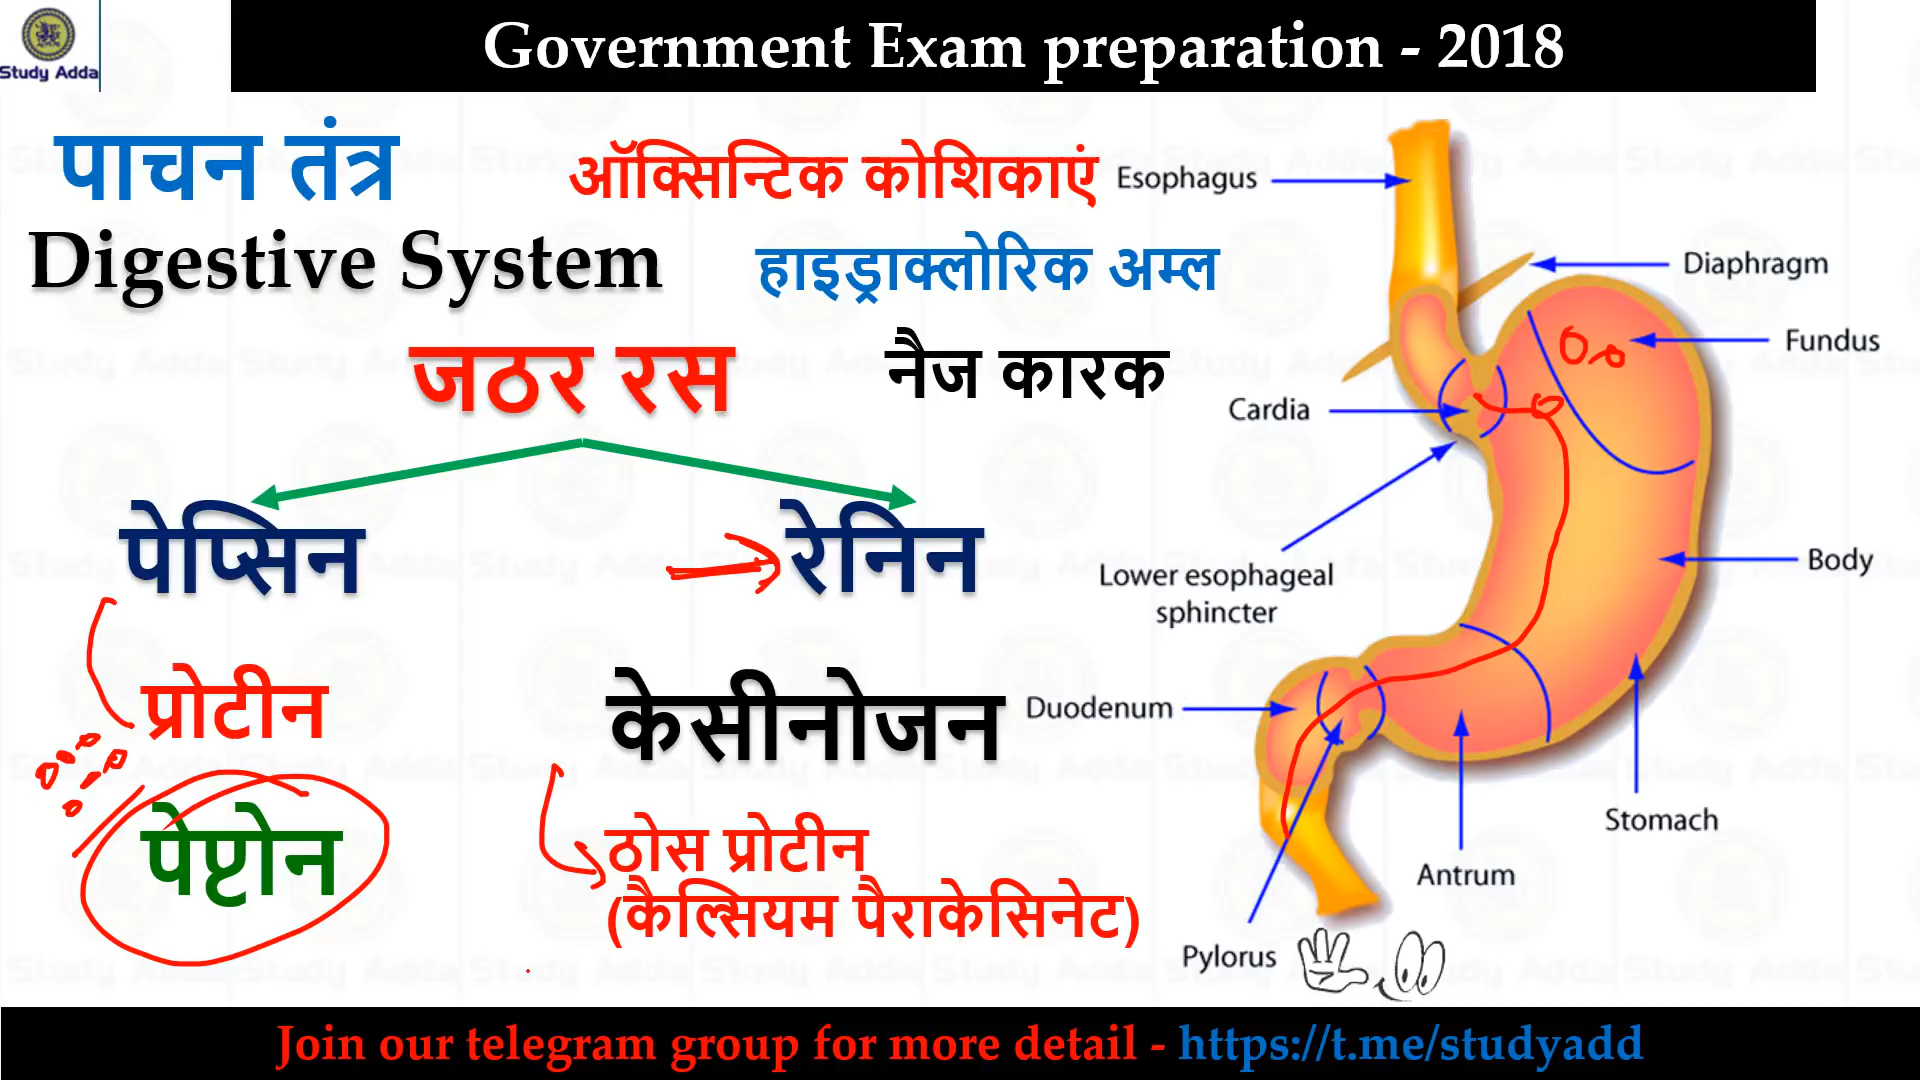 Study Adda
Government Exam preparation - 2018
पाचन तंत्र
Digestive System
ऑक्सिन्टिक कोशिकाएं
हाइड्राक्लोरिक अम्ल
जठर रस
नैज कारक
पेप्सिन
रेनिन
प्रोटीन
पेप्टोन
केसीनोजन
ठोस प्रोटीन
(कैल्सियम पैराकेसिनेट)
Esophagus
Diaphragm
Fundus
Cardia
Body
Lower esophageal
sphincter
Duodenum
Stomach
Antrum
Pylorus
Join our telegram group for more detail - https://t.me/studyadd